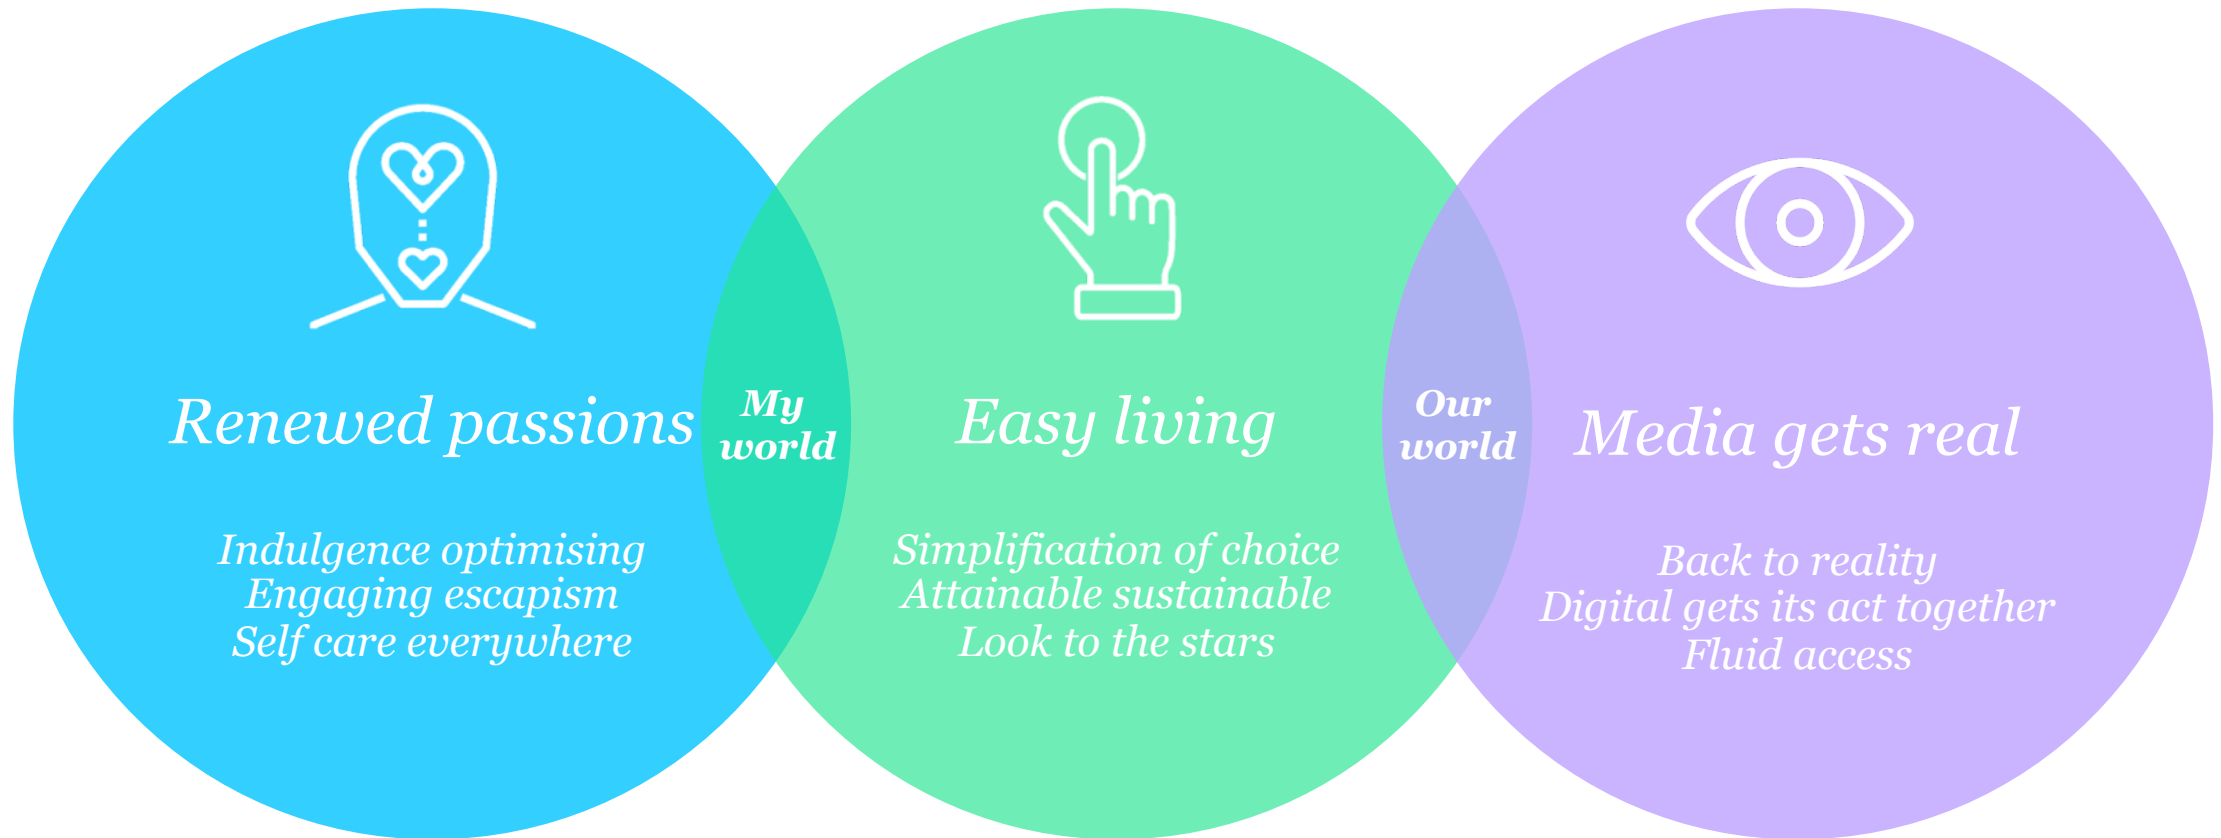 Renewed passions
Indulgence optimising
Engaging escapism
Self care everywhere
My
world
Easy living
Simplification of choice
Attainable sustainable
Look to the stars
Our
world
Media gets real
Back to reality
Digital gets its act together
Fluid access